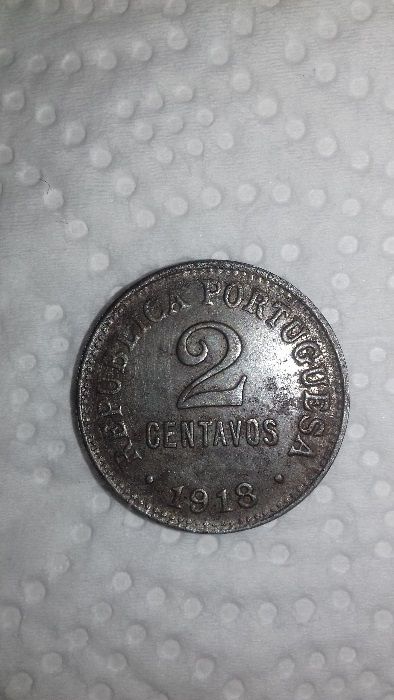 REPUBLICA PORTUGUESA
2
CENTAVOS
• 1918 •